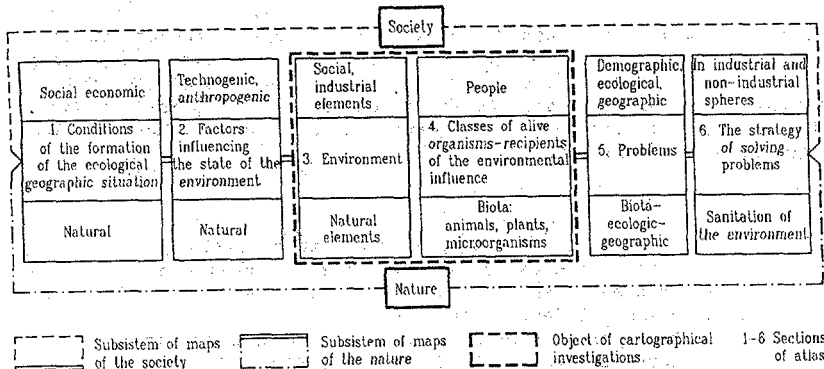 Society
Social economic
1. Conditions
of the formation
of the ecological
geographic situation
Natural
Technogenic,
anthropogenic
2. Factors
influencing
the state of the
environment
Natural
Social,
industrial
elements
3. Environment
Natural
elements
People
4. Classes of alive
organisms-recipients
of the environmental
influence
Biota:
animals, plants,
microorganisms
Demographic,
ecological,
geographic
5. Problems
Biota-
ecologic-
geographic
In industrial and
non-industrial
spheres
6. The strategy
of solving
problems
Sanitation of
the environment
Nature
Subsistem of maps
of the society
Subsistem of maps
of the nature
Object of cartographical
investigations
1-6 Sections
of atlas